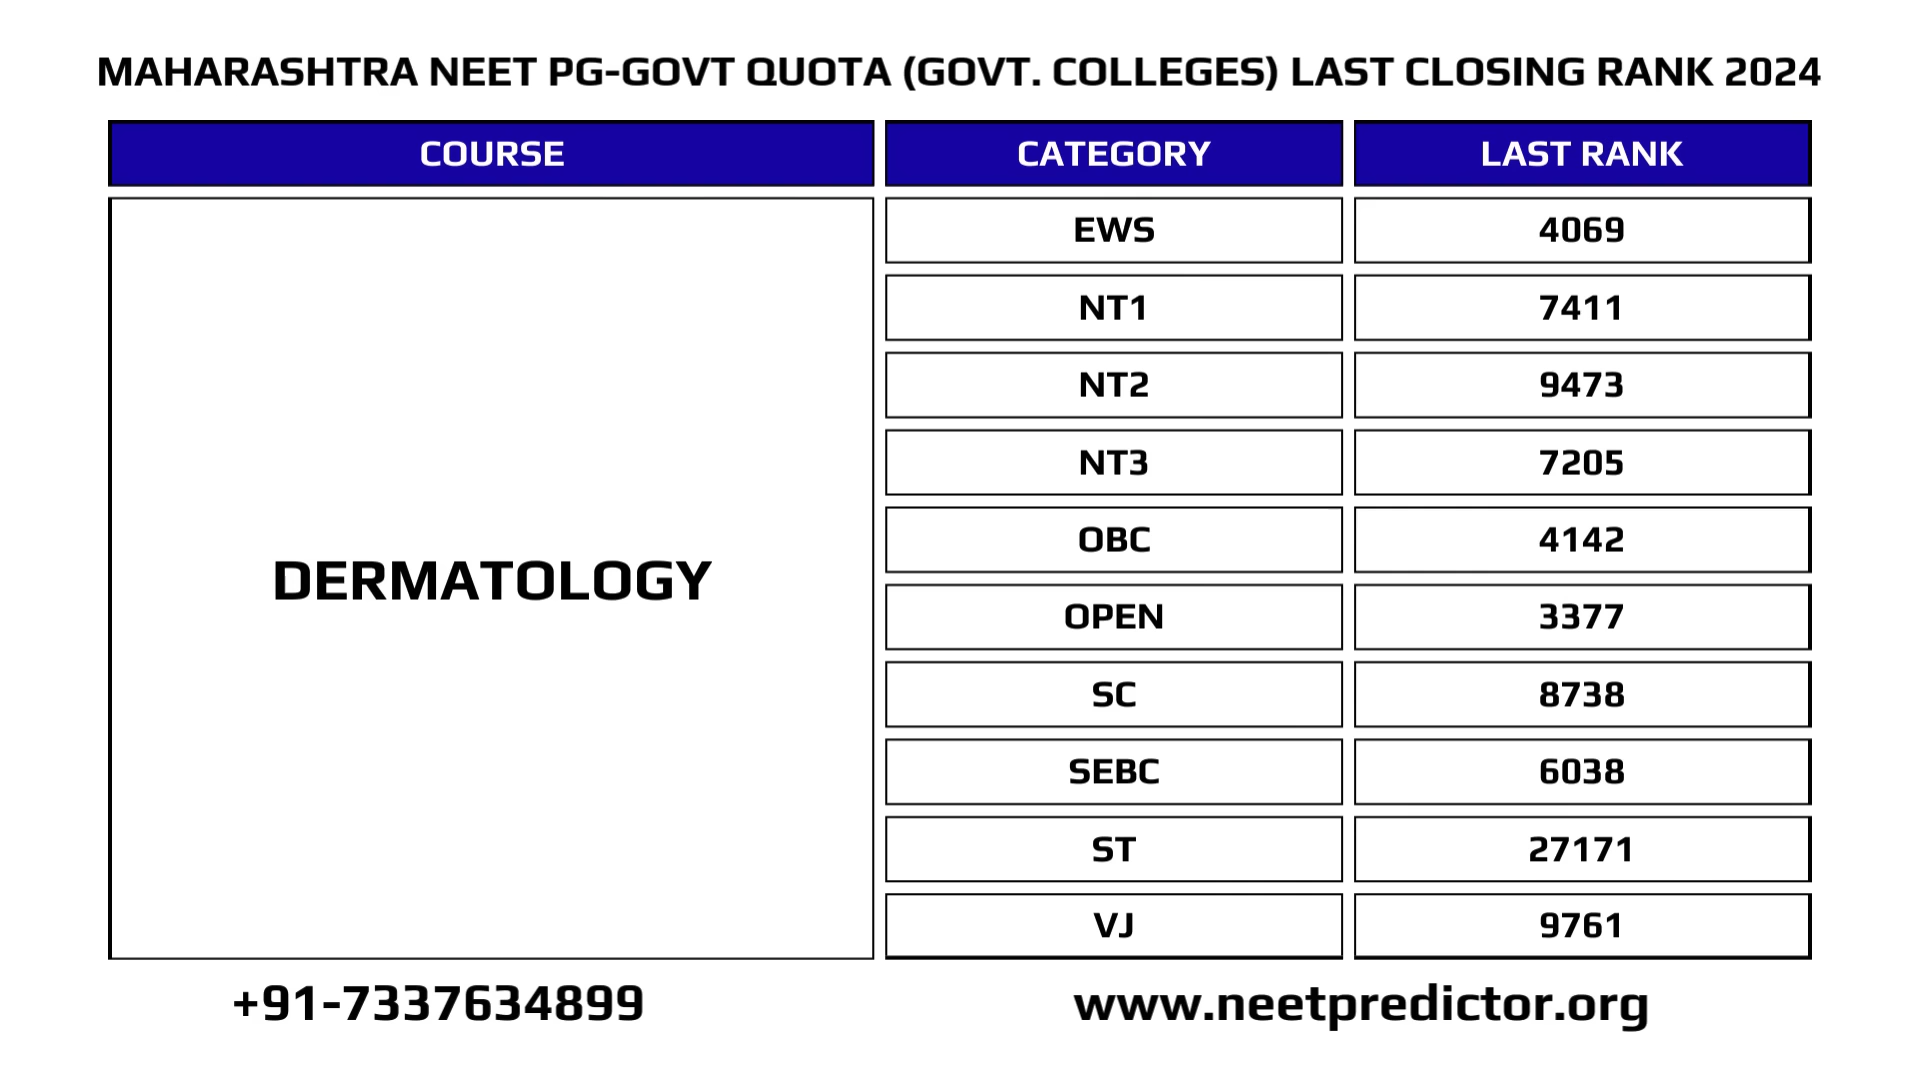 MAHARASHTRA NEET PG-GOVT QUOTA (GOVT. COLLEGES) LAST CLOSING RANK 2024
COURSE CATEGORY LAST RANK
DERMATOLOGY
EWS 4069
NT1 7411
NT2 9473
NT3 7205
OBC 4142
OPEN 3377
SC 8738
SEBC 6038
ST 27171
VJ 9761
+91-7337634899 www.neetpredictor.org